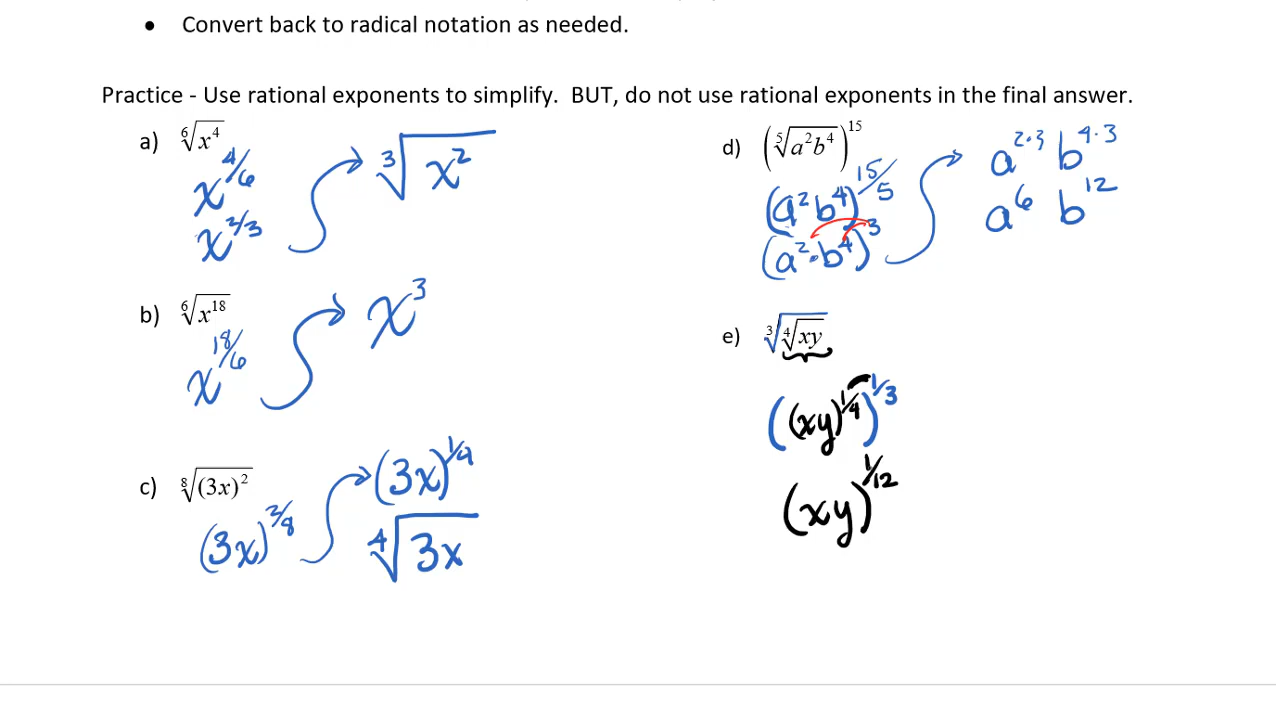 • Convert back to radical notation as needed.
Practice - Use rational exponents to simplify. BUT, do not use rational exponents in the final answer.
a) ⁶√(x⁴)
x^(4/6)
x^(2/3)
³√(x²)
b) ⁶√(x¹⁸)
x^(18/6)
x³
c) ⁸√((3x)²)
(3x)^(2/8)
(3x)^(1/4)
⁴√(3x)
d) (⁵√(a²b⁴))¹⁵
(a²b⁴)^(15/5)
(a²·b⁴)³
a^(2·3) b^(4·3)
a⁶ b¹²
e) ³√(⁴√(xy))
((xy)^(1/4))^(1/3)
(xy)^(1/12)